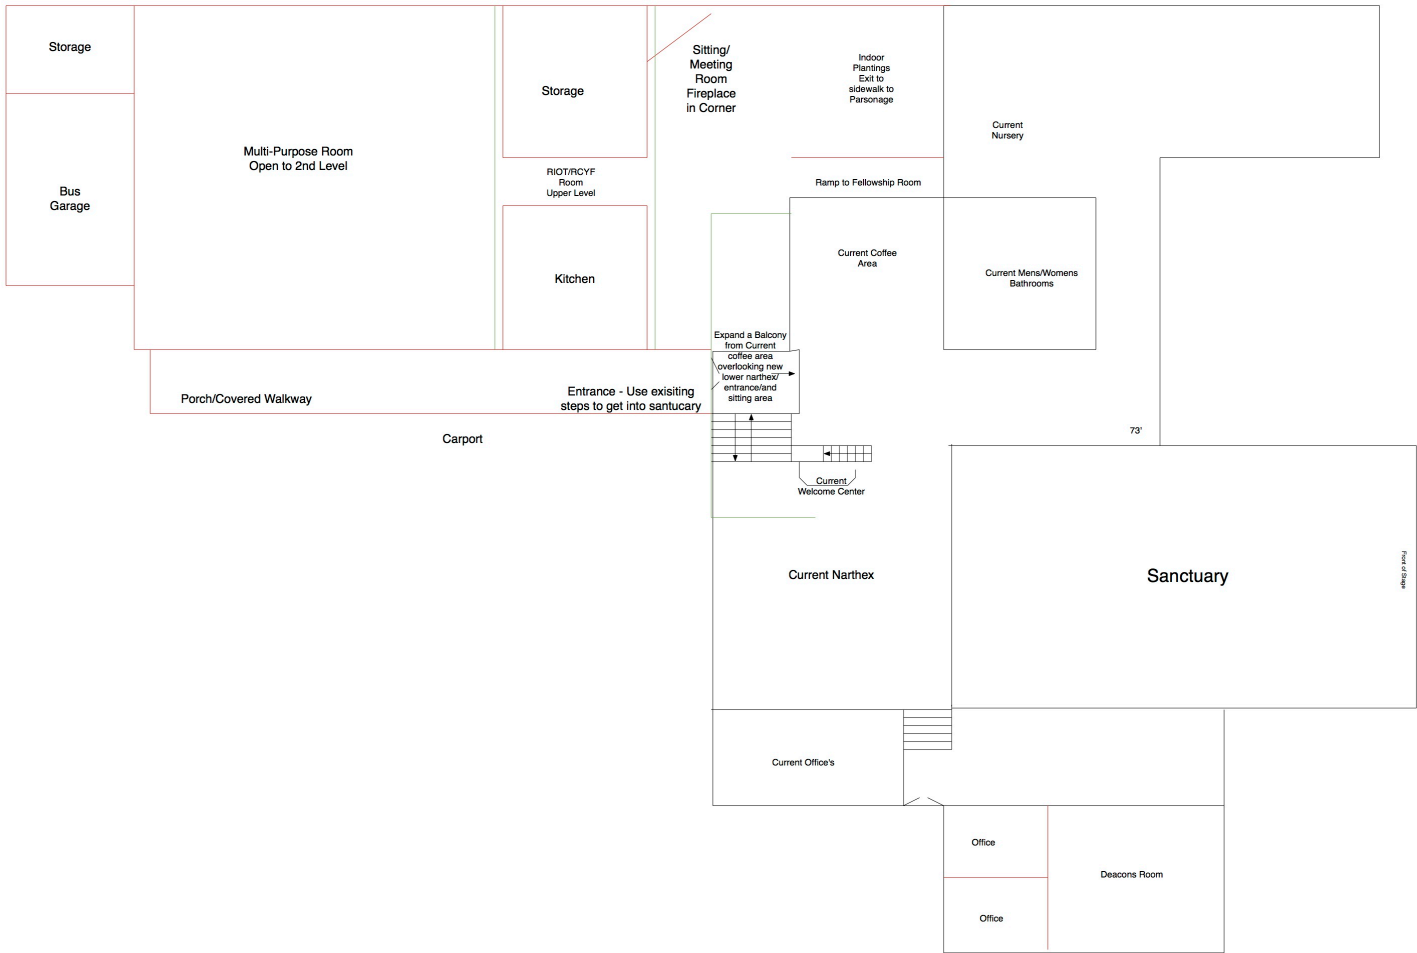 Storage
Bus
Garage
Multi-Purpose Room
Open to 2nd Level
Storage
RIOT/RCYF
Room
Upper Level
Kitchen
Sitting/
Meeting
Room
Fireplace
in Corner
Indoor
Plantings
Exit to
sidewalk to
Parsonage
Current
Nursery
Ramp to Fellowship Room
Current Coffee
Area
Current Mens/Womens
Bathrooms
Expand a Balcony
from Current
coffee area
overlooking new
lower narthex/
entrance/and
sitting area
Porch/Covered Walkway
Entrance - Use exisiting
steps to get into santucary
Carport
73'
Current
Welcome Center
Current Narthex
Sanctuary
Front of Stage
Current Office's
Office
Deacons Room
Office